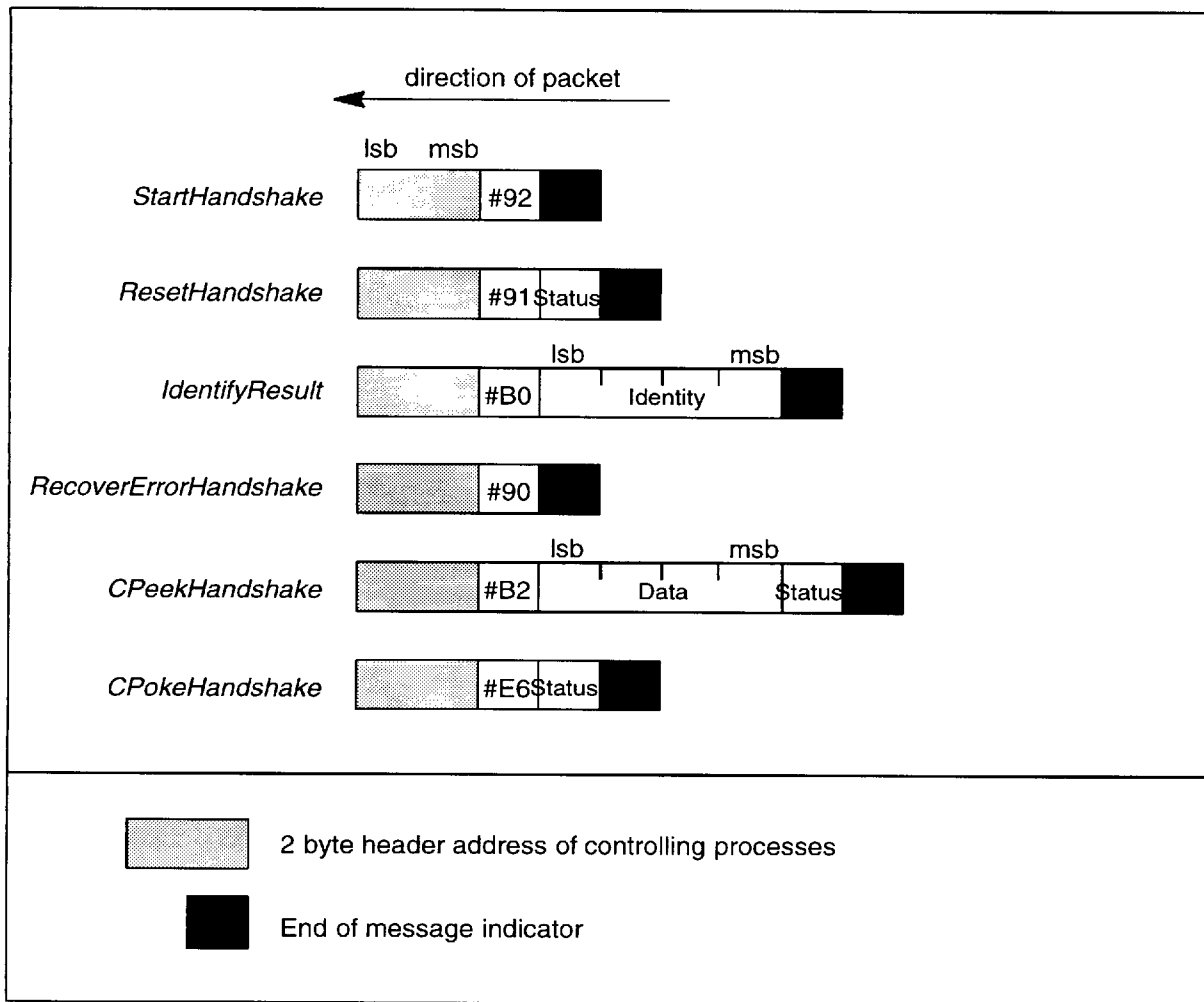 direction of packet
lsb msb
StartHandshake #92
ResetHandshake #91 Status
lsb msb
IdentifyResult #B0 Identity
RecoverErrorHandshake #90
lsb msb
CPeekHandshake #B2 Data Status
CPokeHandshake #E6 Status
2 byte header address of controlling processes
End of message indicator